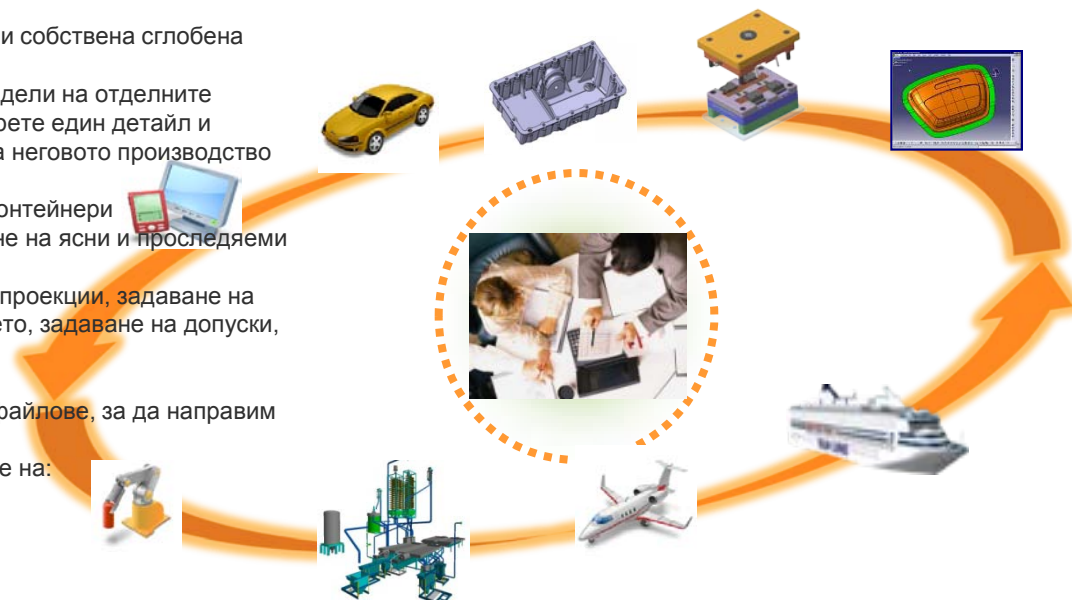 и собствена сглобена
дели на отделните
рете един детайл и
а неговото производство
онтейнери
не на ясни и проследяеми
проекции, задаване на
ето, задаване на допуски,
файлове, за да направим
е на: